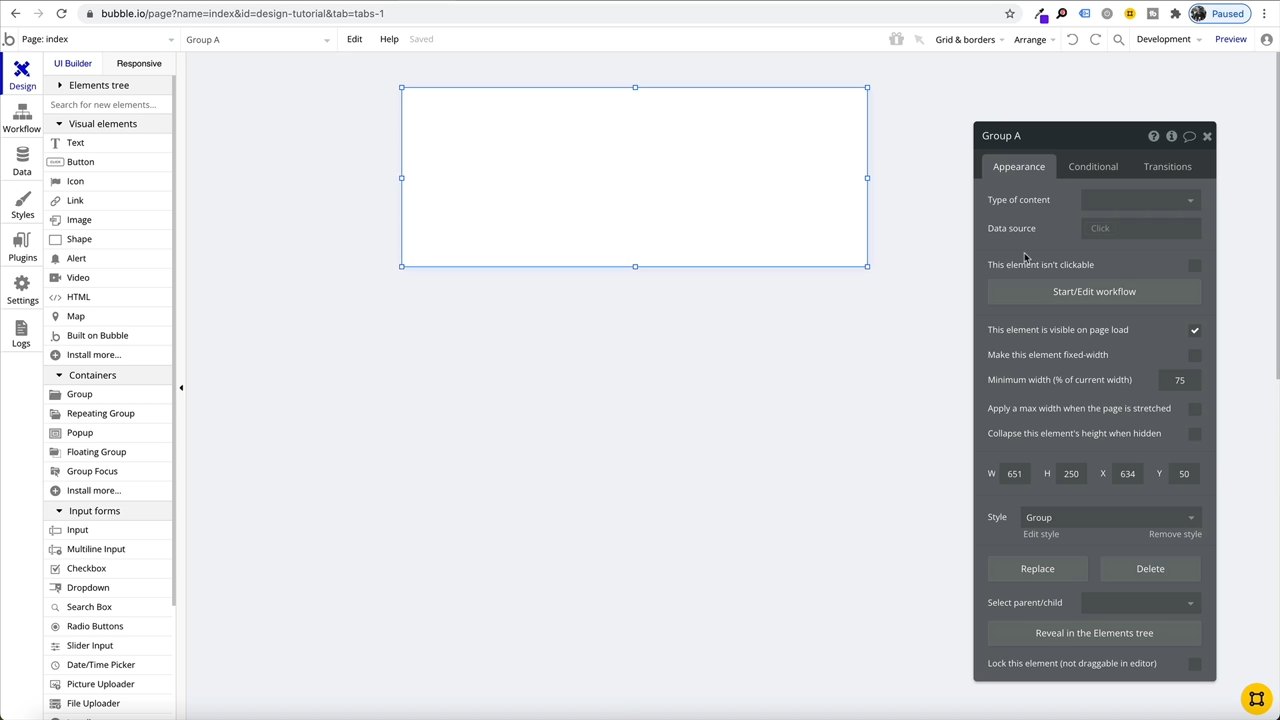 bubble.io/page?name=index&id=design-tutorial&tab=tabs-1
Paused
Page: index
Group A
Edit
Help
Saved
Grid & borders
Arrange
Development
Preview
Design
Workflow
Data
Styles
Plugins
Settings
Logs
UI Builder
Responsive
Elements tree
Search for new elements...
Visual elements
Text
Button
Icon
Link
Image
Shape
Alert
Video
HTML
Map
Built on Bubble
Install more...
Containers
Group
Repeating Group
Popup
Floating Group
Group Focus
Install more...
Input forms
Input
Multiline Input
Checkbox
Dropdown
Search Box
Radio Buttons
Slider Input
Date/Time Picker
Picture Uploader
File Uploader
Group A
Appearance
Conditional
Transitions
Type of content
Data source
Click
This element isn't clickable
Start/Edit workflow
This element is visible on page load
Make this element fixed-width
Minimum width (% of current width)
75
Apply a max width when the page is stretched
Collapse this element's height when hidden
W 651 H 250 X 634 Y 50
Style
Group
Edit style
Remove style
Replace
Delete
Select parent/child
Reveal in the Elements tree
Lock this element (not draggable in editor)